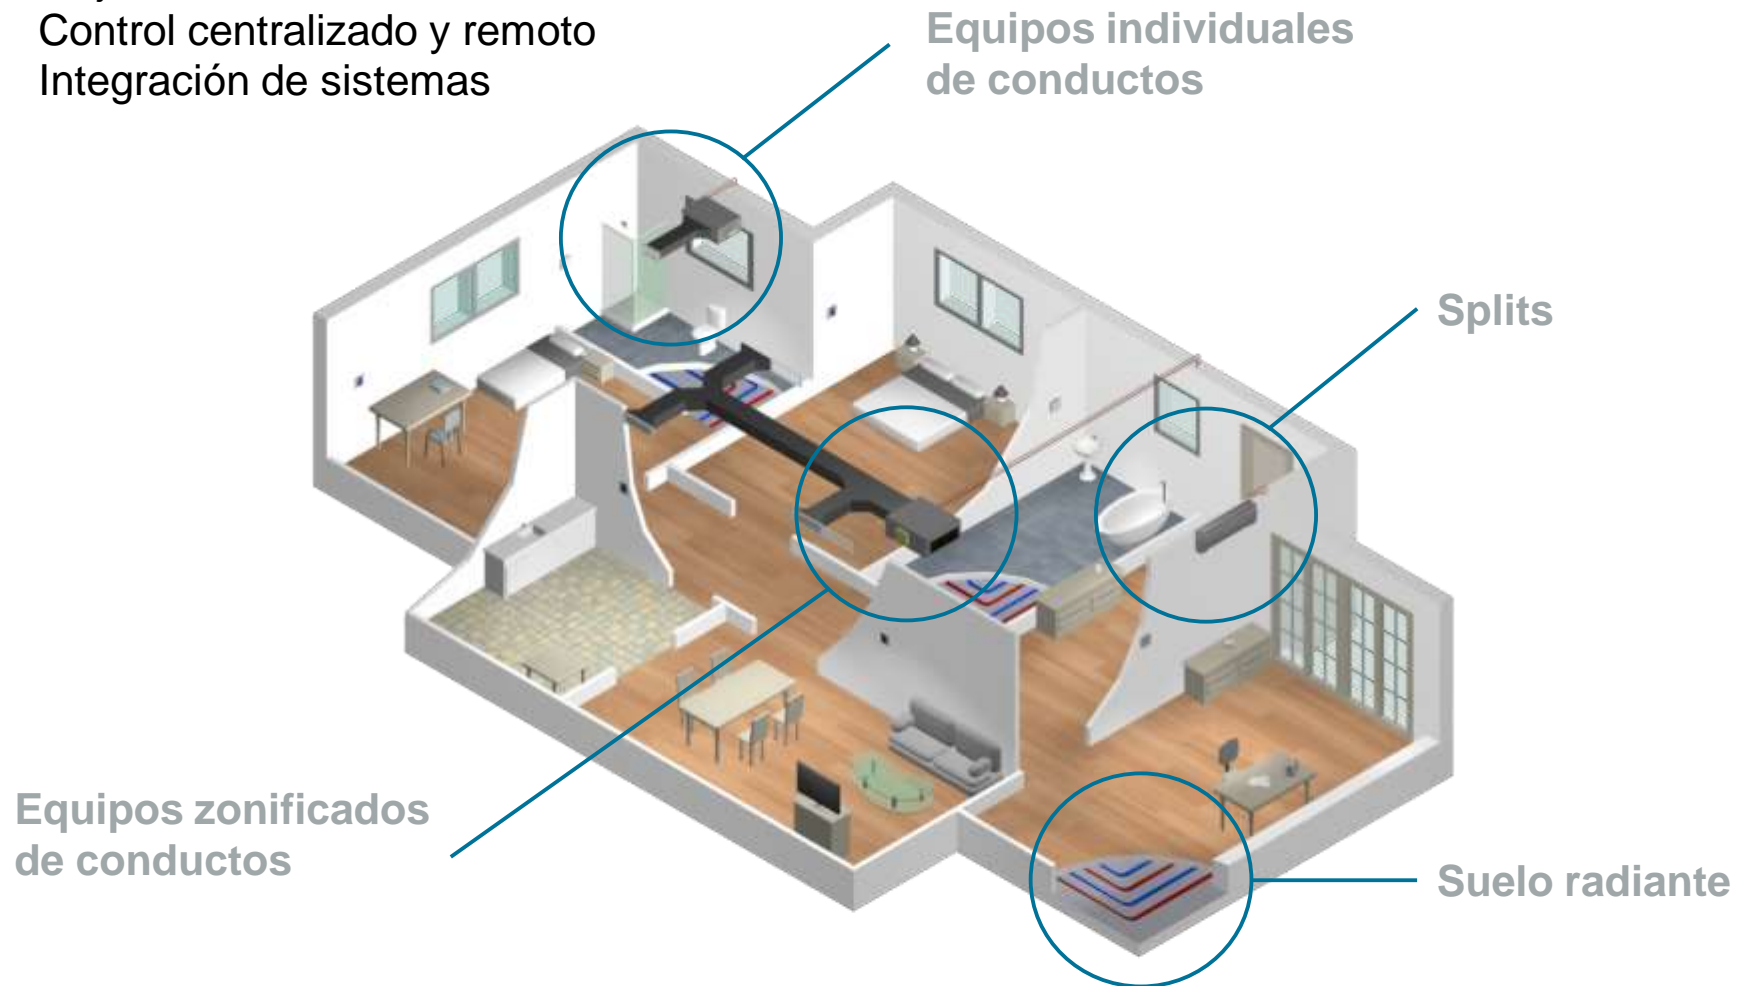 Control centralizado y remoto
Integración de sistemas
Equipos individuales
de conductos
Splits
Equipos zonificados
de conductos
Suelo radiante